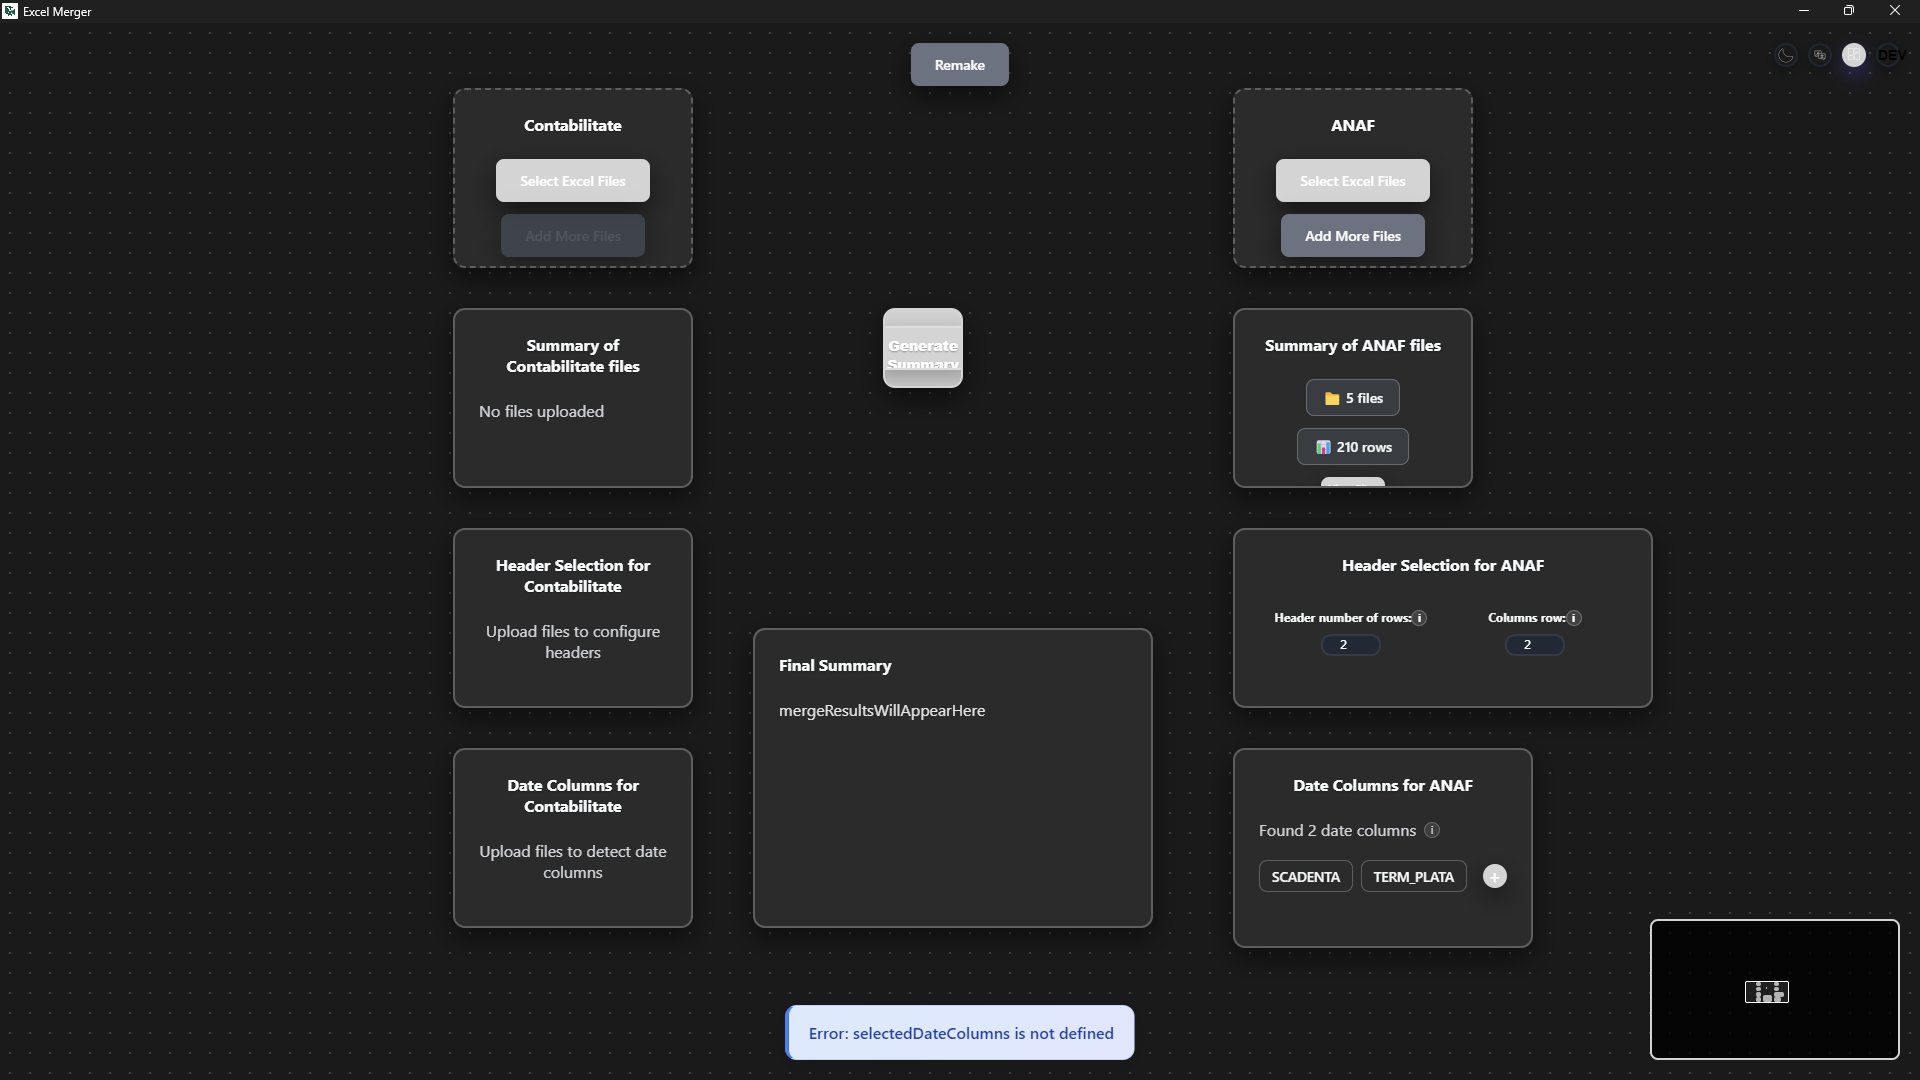 Excel Merger
Remake
DEV
Contabilitate
Select Excel Files
Add More Files
ANAF
Select Excel Files
Add More Files
Summary of
Contabilitate files
No files uploaded
Generate
Summary
Summary of ANAF files
5 files
210 rows
Header Selection for
Contabilitate
Upload files to configure
headers
Header Selection for ANAF
Header number of rows: i
2
Columns row: i
2
Final Summary
mergeResultsWillAppearHere
Date Columns for
Contabilitate
Upload files to detect date
columns
Date Columns for ANAF
Found 2 date columns i
SCADENTA TERM_PLATA +
Error: selectedDateColumns is not defined